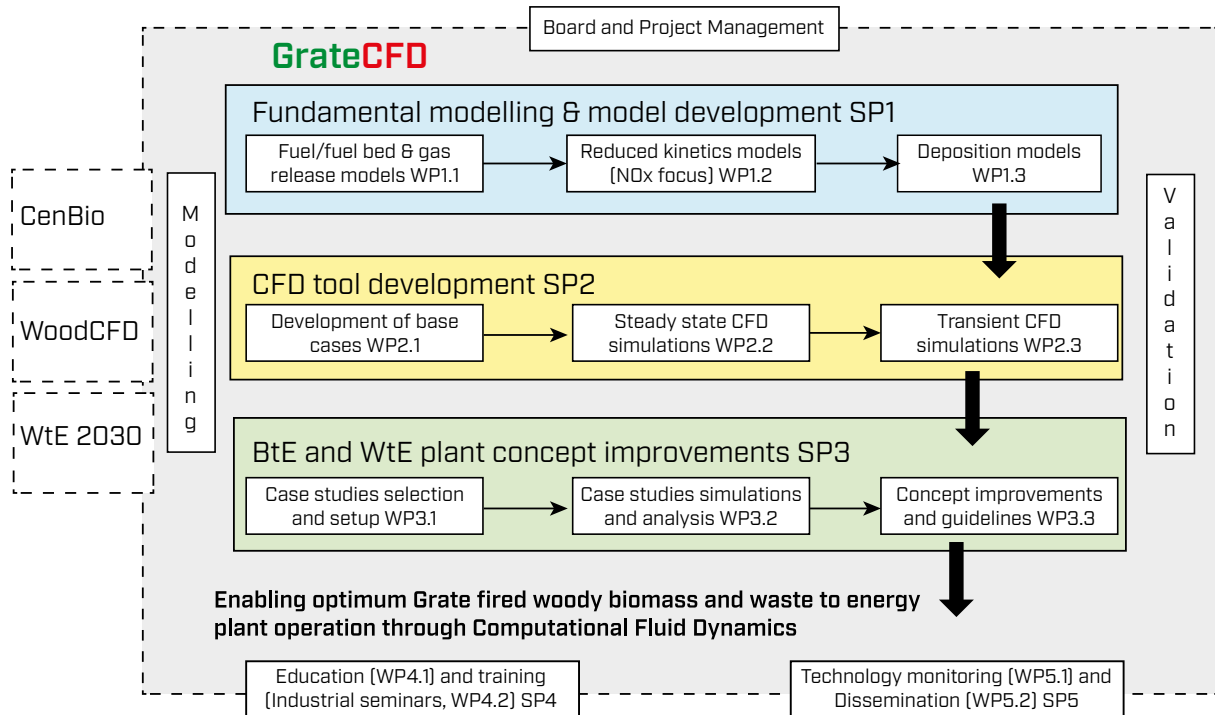 Board and Project Management
GrateCFD
Fundamental modelling & model development SP1
Fuel/fuel bed & gas
release models WP1.1
Reduced kinetics models
(NOx focus) WP1.2
Deposition models
WP1.3
CenBio
WoodCFD
WtE 2030
Modelling
Validation
CFD tool development SP2
Development of base
cases WP2.1
Steady state CFD
simulations WP2.2
Transient CFD
simulations WP2.3
BtE and WtE plant concept improvements SP3
Case studies selection
and setup WP3.1
Case studies simulations
and analysis WP3.2
Concept improvements
and guidelines WP3.3
Enabling optimum Grate fired woody biomass and waste to energy
plant operation through Computational Fluid Dynamics
Education (WP4.1) and training
(Industrial seminars, WP4.2) SP4
Technology monitoring (WP5.1) and
Dissemination (WP5.2) SP5